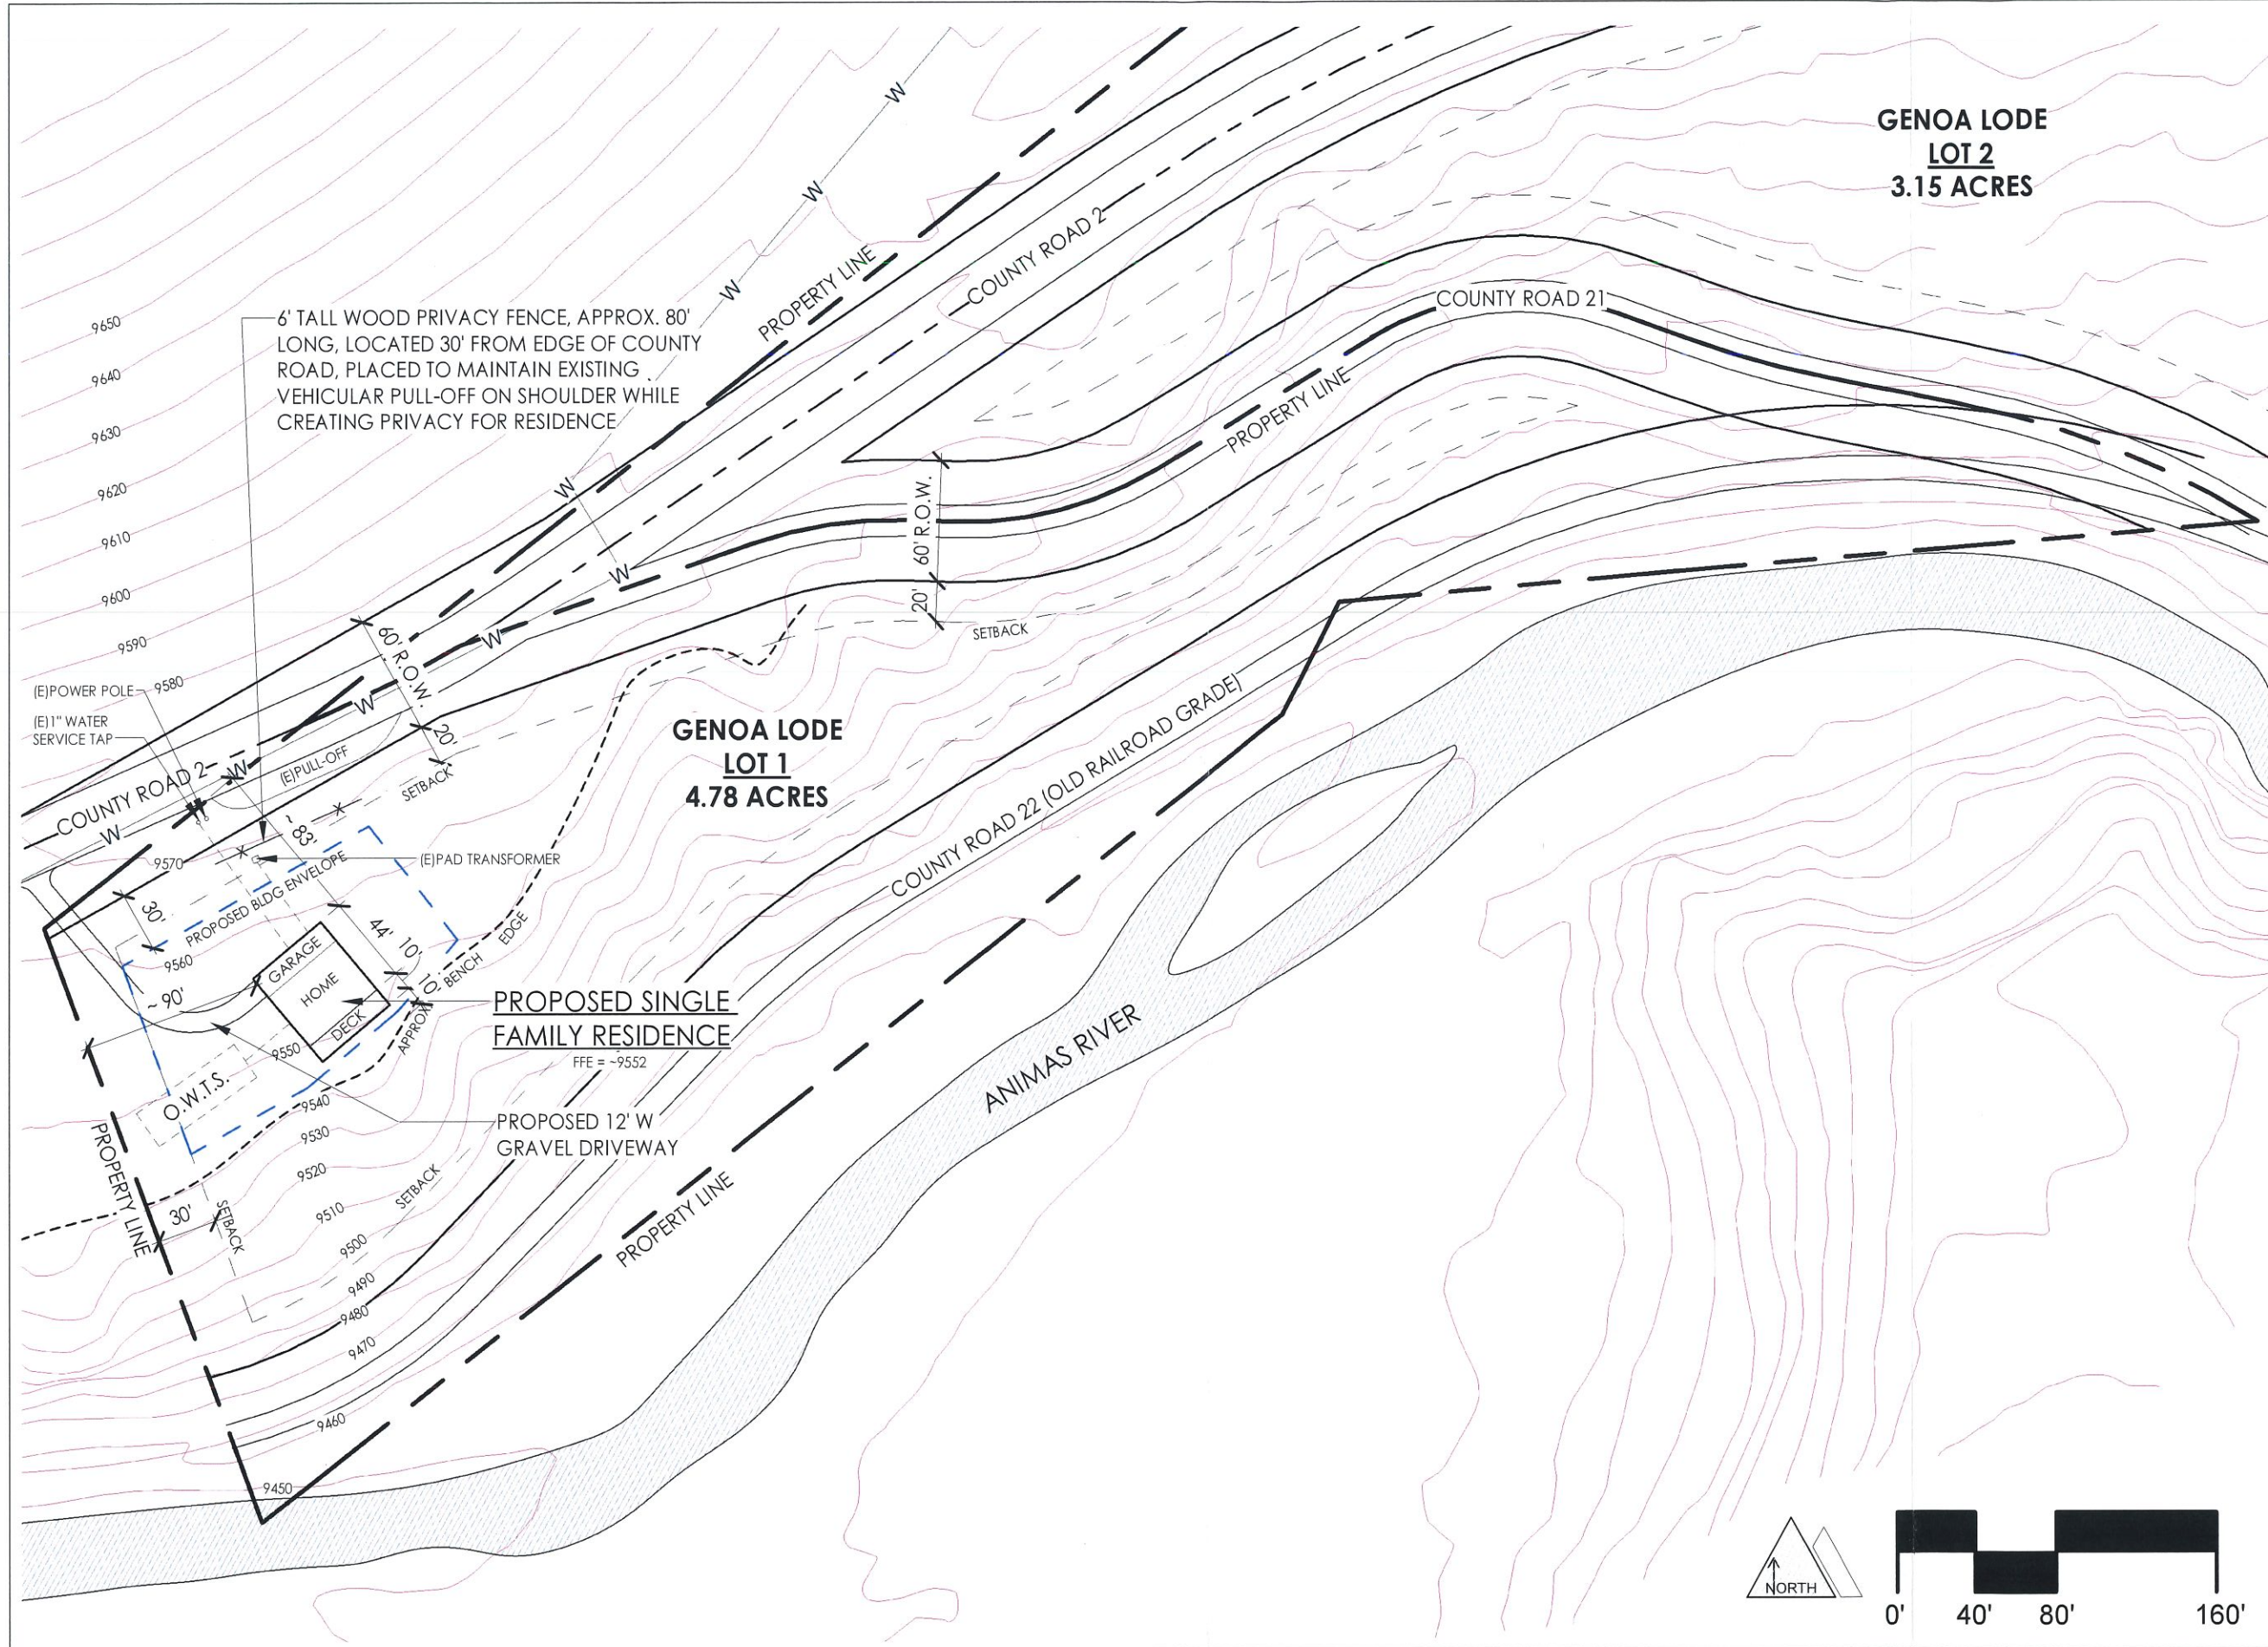 GENOA LODE
LOT 2
3.15 ACRES
W
W
W
PROPERTY LINE
COUNTY ROAD 2
COUNTY ROAD 21
PROPERTY LINE
6' TALL WOOD PRIVACY FENCE, APPROX. 80'
LONG, LOCATED 30' FROM EDGE OF COUNTY
ROAD, PLACED TO MAINTAIN EXISTING
VEHICULAR PULL-OFF ON SHOULDER WHILE
CREATING PRIVACY FOR RESIDENCE
9650
9640
9630
9620
9610
9600
9590
9580
W
W
W
W
W
W
60' R.O.W.
20'
SETBACK
60' R.O.W.
20'
SETBACK
(E)POWER POLE
(E)1" WATER
SERVICE TAP
COUNTY ROAD 2
(E)PULL-OFF
GENOA LODE
LOT 1
4.78 ACRES
COUNTY ROAD 22 (OLD RAILROAD GRADE)
~ 83'
9570
(E)PAD TRANSFORMER
PROPOSED BLDG ENVELOPE
30'
9560
~ 90'
GARAGE
HOME
DECK
44'
10'
10'
APPROX. BENCH EDGE
PROPOSED SINGLE
FAMILY RESIDENCE
FFE = ~9552
9550
O.W.T.S.
9540
9530
9520
9510
9500
9490
9480
9470
9460
9450
PROPOSED 12' W
GRAVEL DRIVEWAY
PROPERTY LINE
30'
SETBACK
SETBACK
PROPERTY LINE
ANIMAS RIVER
NORTH
0' 40' 80' 160'